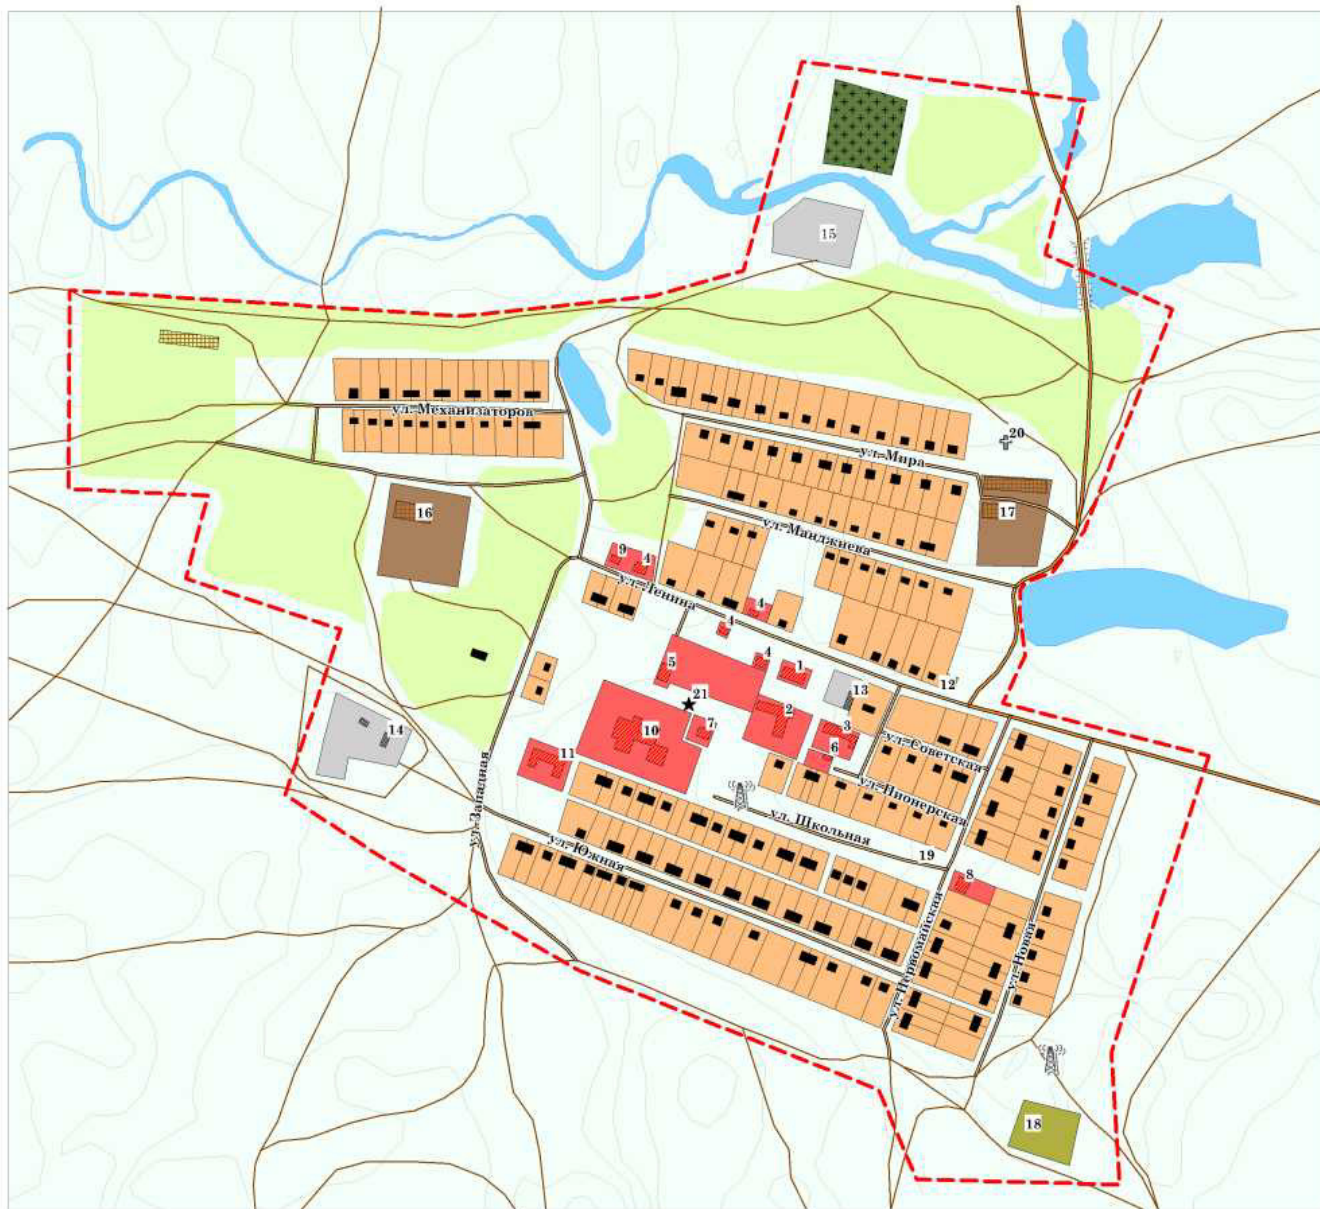 15
ул. Механизаторов
20
ул. Мира
16
17
ул. Манджиева
9
4
ул. Ленина
4
4
4
1
5
12
13
21
2
14
10
7
3
11
6
ул. Советская
ул. Пионерская
ул. Западная
ул. Школьная
ул. Южная
19
8
ул. Первомайская
ул. Новая
18